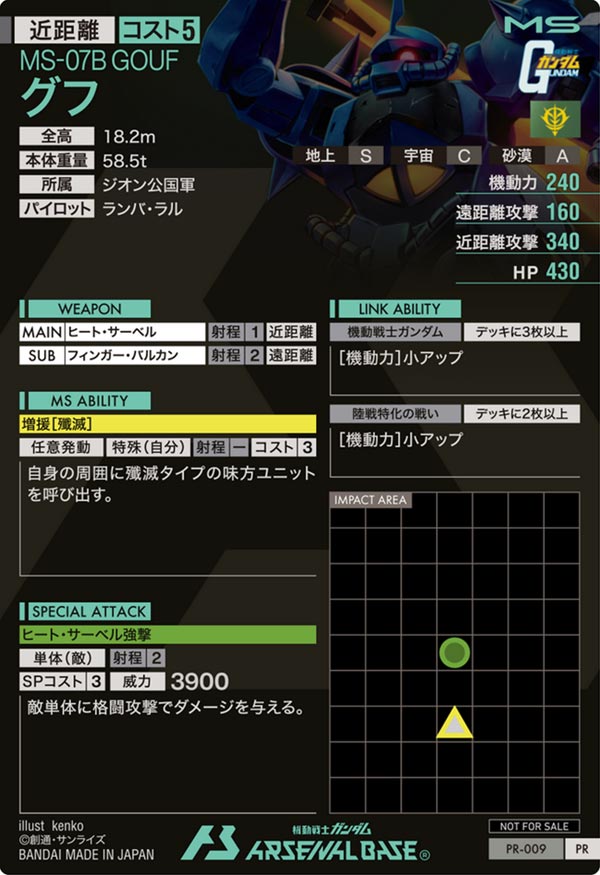 近距離 コスト5
MS
MS-07B GOUF
機動戦士ガンダム GUNDAM
グフ
全高 18.2m
本体重量 58.5t
所属 ジオン公国軍
パイロット ランバ・ラル
地上 S 宇宙 C 砂漠 A
機動力 240
遠距離攻撃 160
近距離攻撃 340
HP 430
WEAPON
MAIN ヒート・サーベル 射程 1 近距離
SUB フィンガー・バルカン 射程 2 遠距離
MS ABILITY
増援[殲滅]
任意発動 特殊(自分) 射程 ー コスト 3
自身の周囲に殲滅タイプの味方ユニット
を呼び出す。
SPECIAL ATTACK
ヒート・サーベル強撃
単体(敵) 射程 2
SPコスト 3 威力 3900
敵単体に格闘攻撃でダメージを与える。
LINK ABILITY
機動戦士ガンダム デッキに3枚以上
[機動力]小アップ
陸戦特化の戦い デッキに2枚以上
[機動力]小アップ
IMPACT AREA
illust kenko
©創通・サンライズ
BANDAI MADE IN JAPAN
機動戦士ガンダム
ARSENAL BASE®
NOT FOR SALE
PR-009 PR